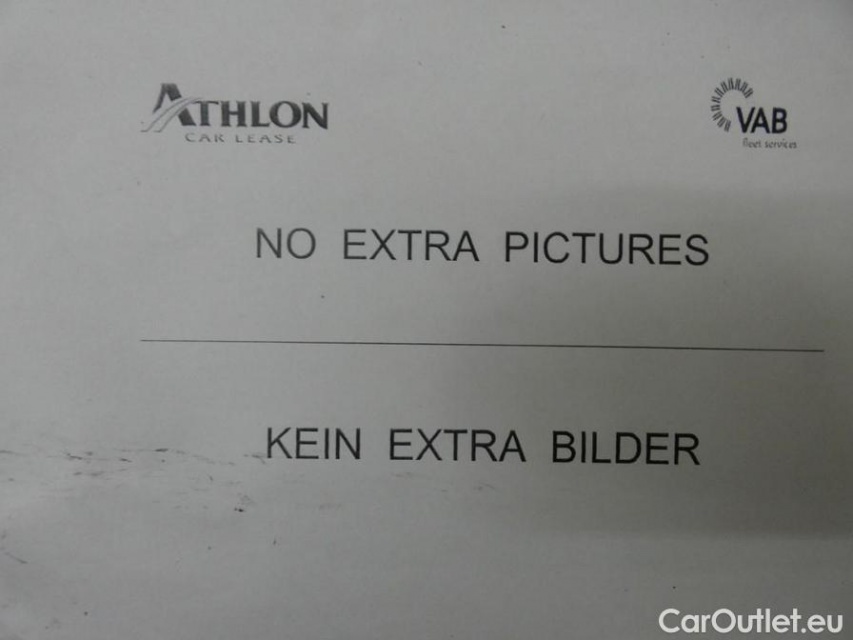 ATHLON
CAR LEASE
VAB
fleet services
NO EXTRA PICTURES
KEIN EXTRA BILDER
CarOutlet.eu